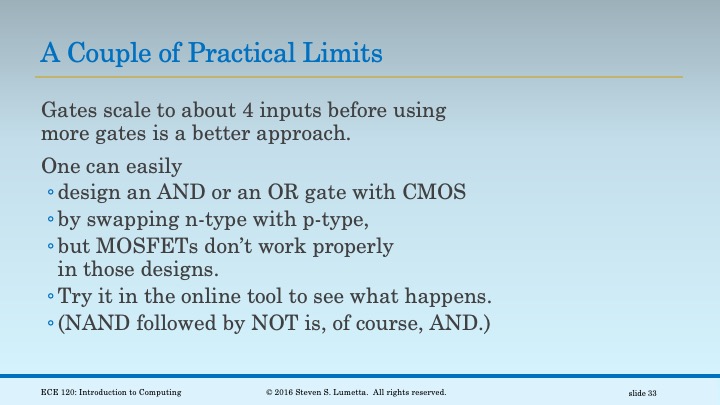 A Couple of Practical Limits
Gates scale to about 4 inputs before using
more gates is a better approach.
One can easily
◦ design an AND or an OR gate with CMOS
◦ by swapping n-type with p-type,
◦ but MOSFETs don’t work properly
in those designs.
◦ Try it in the online tool to see what happens.
◦ (NAND followed by NOT is, of course, AND.)
ECE 120: Introduction to Computing
© 2016 Steven S. Lumetta. All rights reserved.
slide 33